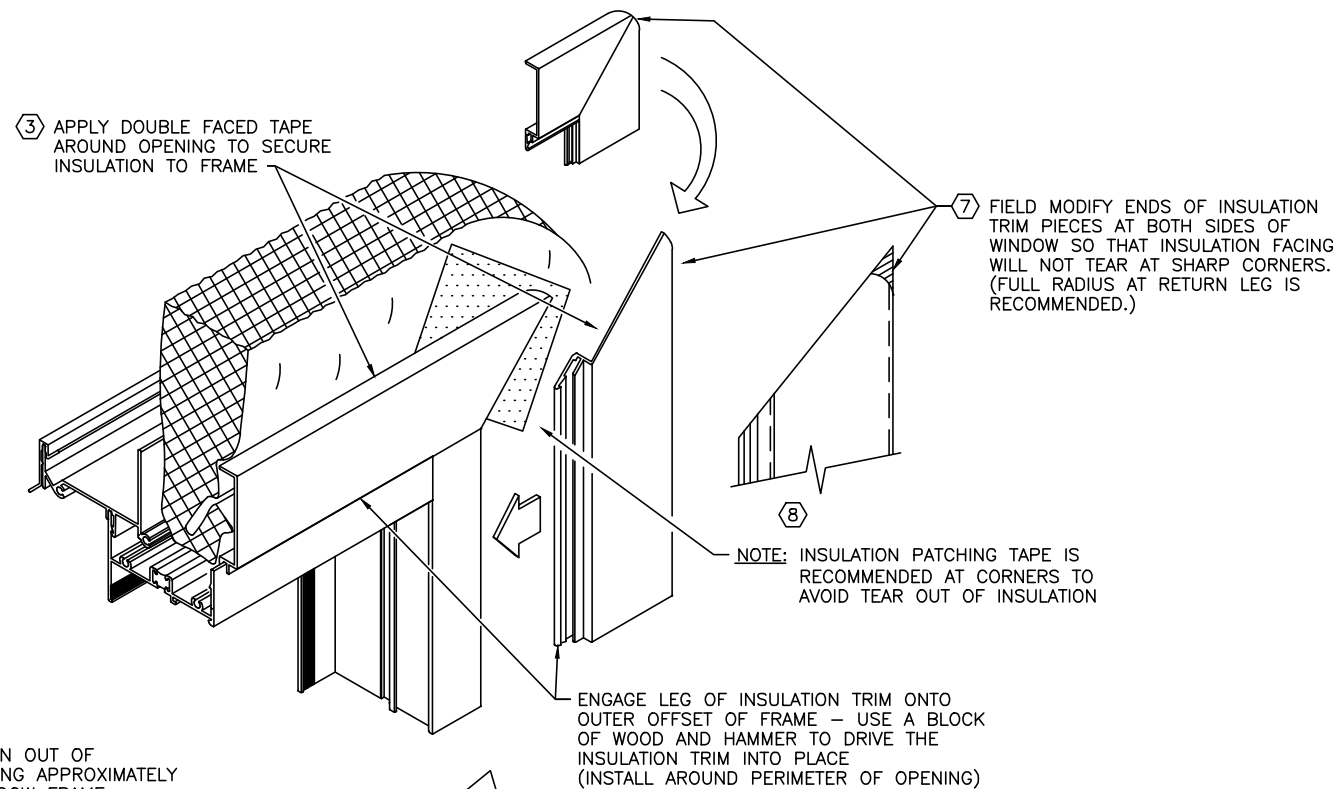 3 APPLY DOUBLE FACED TAPE
AROUND OPENING TO SECURE
INSULATION TO FRAME
7 FIELD MODIFY ENDS OF INSULATION
TRIM PIECES AT BOTH SIDES OF
WINDOW SO THAT INSULATION FACING
WILL NOT TEAR AT SHARP CORNERS.
(FULL RADIUS AT RETURN LEG IS
RECOMMENDED.)
8
NOTE: INSULATION PATCHING TAPE IS
RECOMMENDED AT CORNERS TO
AVOID TEAR OUT OF INSULATION
ENGAGE LEG OF INSULATION TRIM ONTO
OUTER OFFSET OF FRAME – USE A BLOCK
OF WOOD AND HAMMER TO DRIVE THE
INSULATION TRIM INTO PLACE
(INSTALL AROUND PERIMETER OF OPENING)
N OUT OF
NG APPROXIMATELY